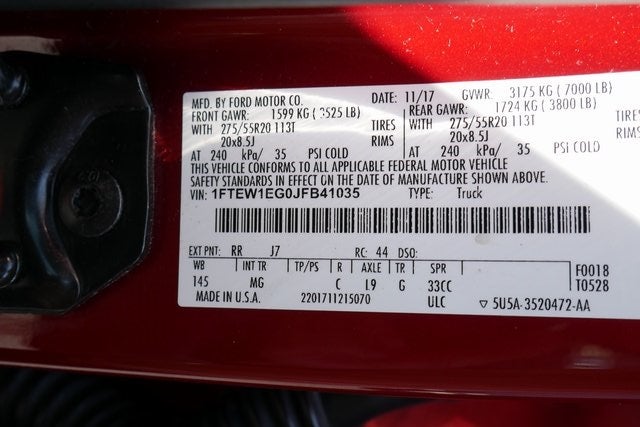 MFD. BY FORD MOTOR CO. DATE: 11/17 GVWR: 3175 KG ( 7000 LB)
FRONT GAWR: 1599 KG ( 3525 LB) REAR GAWR: 1724 KG ( 3800 LB)
WITH 275/55R20 113T TIRES WITH 275/55R20 113T TIRES
20x8.5J RIMS 20x8.5J RIMS
AT 240 kPa/ 35 PSI COLD AT 240 kPa/ 35 PSI COLD
THIS VEHICLE CONFORMS TO ALL APPLICABLE FEDERAL MOTOR VEHICLE
SAFETY STANDARDS IN EFFECT ON THE DATE OF MANUFACTURE SHOWN ABOVE.
VIN: 1FTEW1EG0JFB41035 TYPE: Truck
EXT PNT: RR J7 RC: 44 DSO:
WB INT TR TP/PS R AXLE TR SPR F0018
145 MG C L9 G 33CC T0528
MADE IN U.S.A. 2201711215070 ULC ▽ 5U5A-3520472-AA